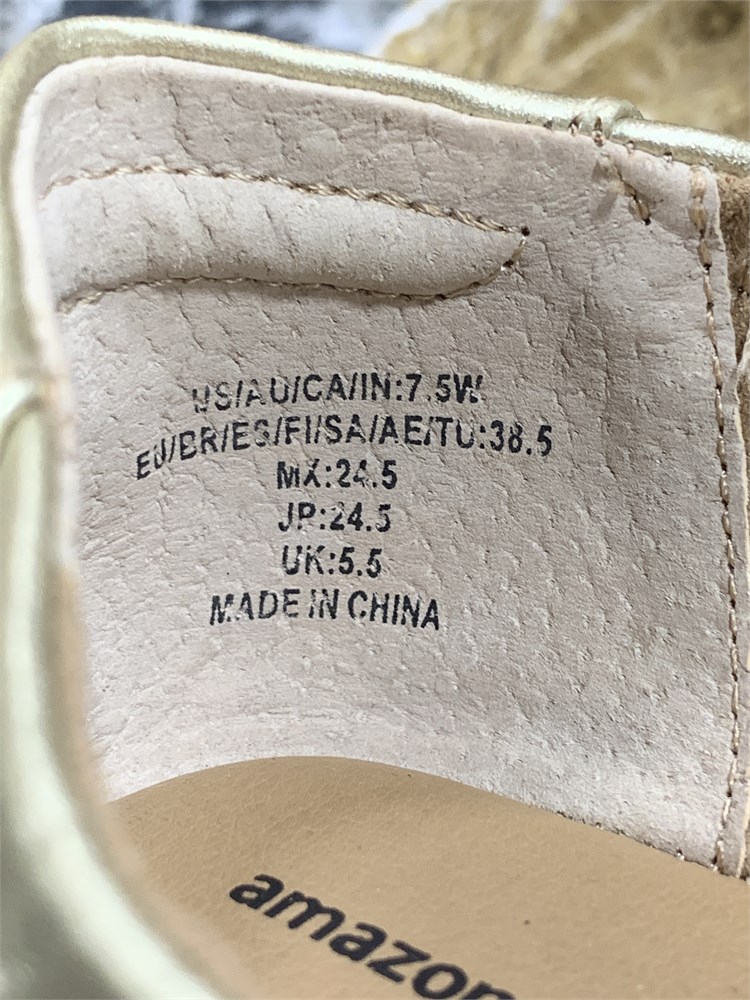 US/AU/CA/IN:7.5W
EU/BR/ES/FI/SA/AE/TU:38.5
MX:24.5
JP:24.5
UK:5.5
MADE IN CHINA
amazon